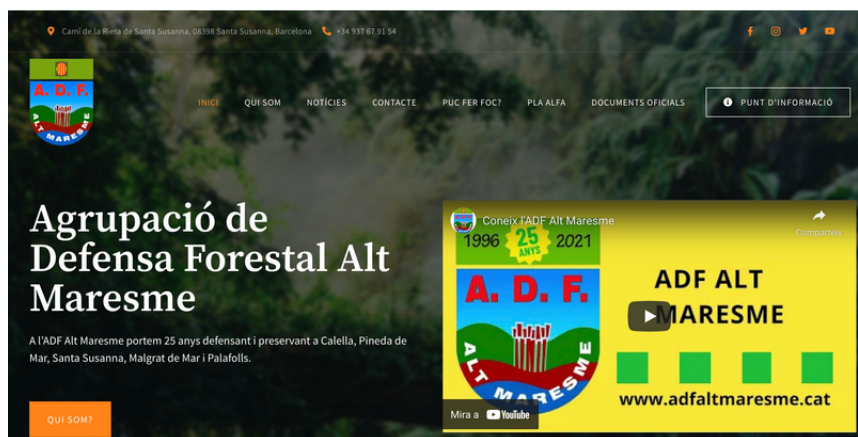 Camí de la Riera de Santa Susanna, 08398 Santa Susanna, Barcelona +34 937 67 91 54
A. D. F.
ALT MARESME
INICI QUI SOM NOTÍCIES CONTACTE PUC FER FOC? PLA ALFA DOCUMENTS OFICIALS PUNT D'INFORMACIÓ
Agrupació de
Defensa Forestal Alt
Maresme
A l'ADF Alt Maresme portem 25 anys defensant i preservant a Calella, Pineda de
Mar, Santa Susanna, Malgrat de Mar i Palafolls.
QUI SOM?
Coneix l'ADF Alt Maresme
Comparteix
1996 25 ANYS 2021
A. D. F.
ALT MARESME
ADF ALT
MARESME
www.adfaltmaresme.cat
Mira a YouTube